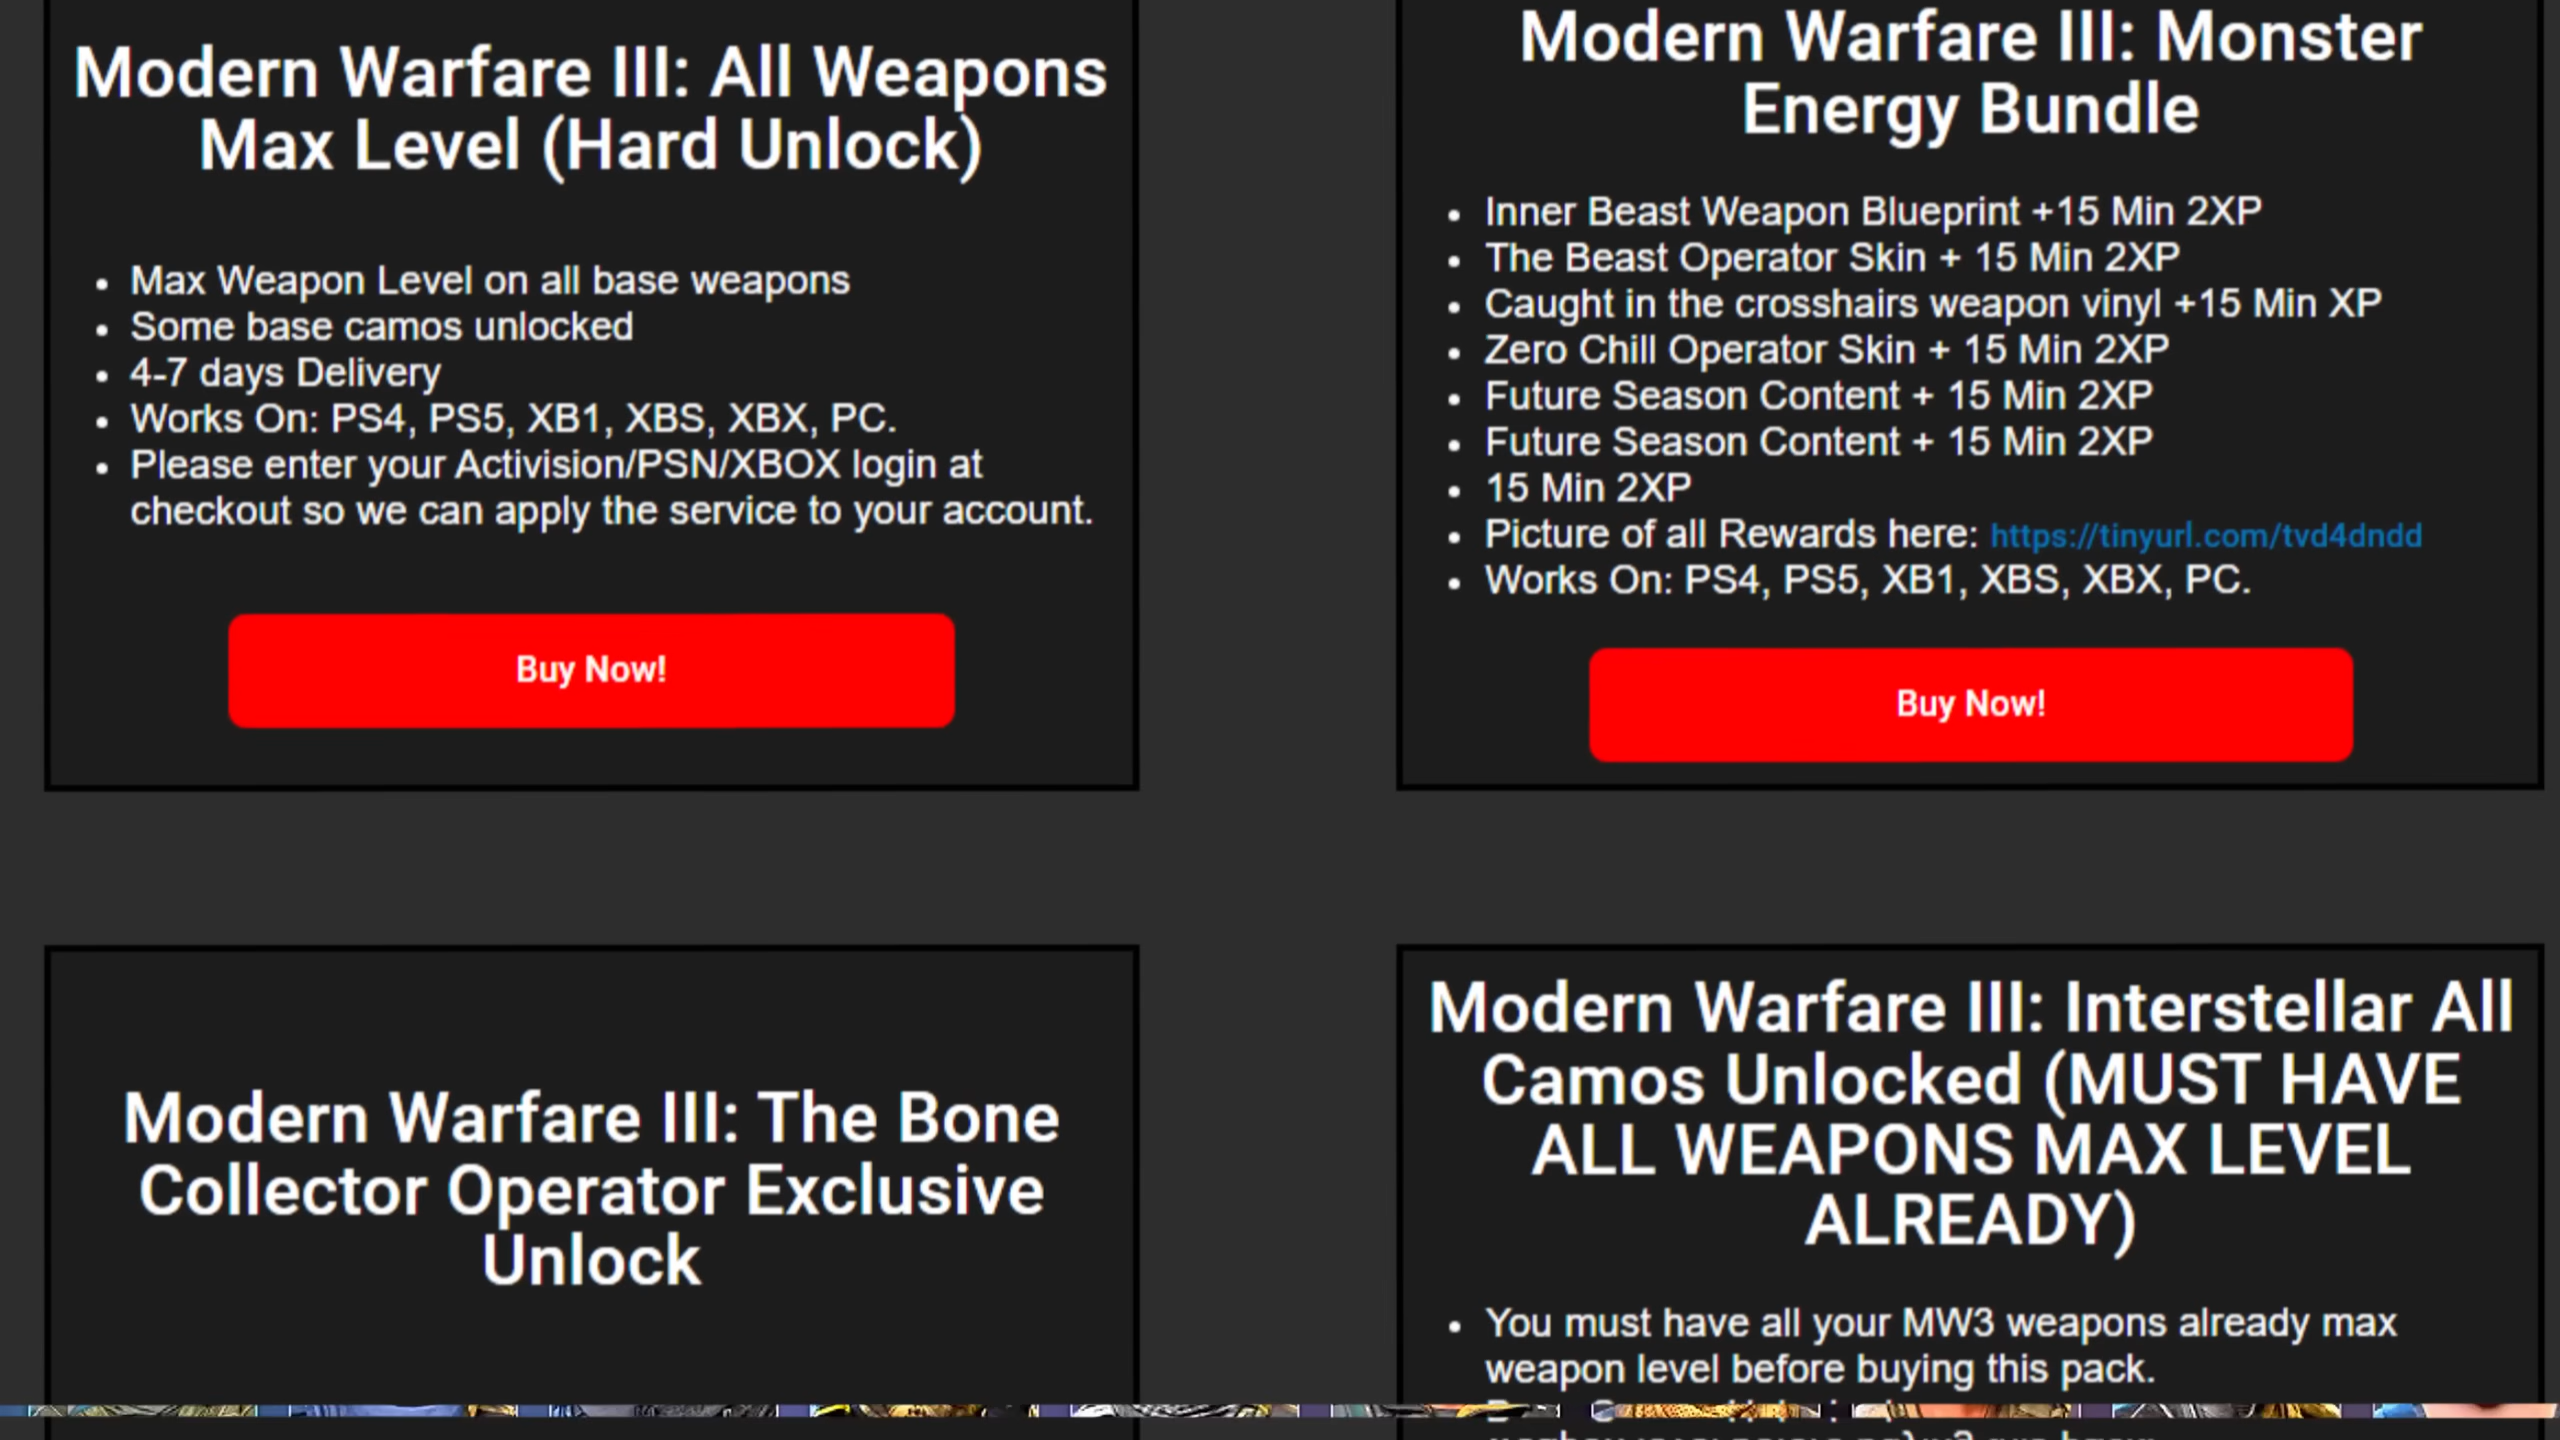 Modern Warfare III: All Weapons
Max Level (Hard Unlock)
• Max Weapon Level on all base weapons
• Some base camos unlocked
• 4-7 days Delivery
• Works On: PS4, PS5, XB1, XBS, XBX, PC.
• Please enter your Activision/PSN/XBOX login at
checkout so we can apply the service to your account.
Buy Now!
Modern Warfare III: Monster
Energy Bundle
• Inner Beast Weapon Blueprint +15 Min 2XP
• The Beast Operator Skin + 15 Min 2XP
• Caught in the crosshairs weapon vinyl +15 Min XP
• Zero Chill Operator Skin + 15 Min 2XP
• Future Season Content + 15 Min 2XP
• Future Season Content + 15 Min 2XP
• 15 Min 2XP
• Picture of all Rewards here: https://tinyurl.com/tvd4dndd
• Works On: PS4, PS5, XB1, XBS, XBX, PC.
Buy Now!
Modern Warfare III: The Bone
Collector Operator Exclusive
Unlock
Modern Warfare III: Interstellar All
Camos Unlocked (MUST HAVE
ALL WEAPONS MAX LEVEL
ALREADY)
• You must have all your MW3 weapons already max
weapon level before buying this pack.